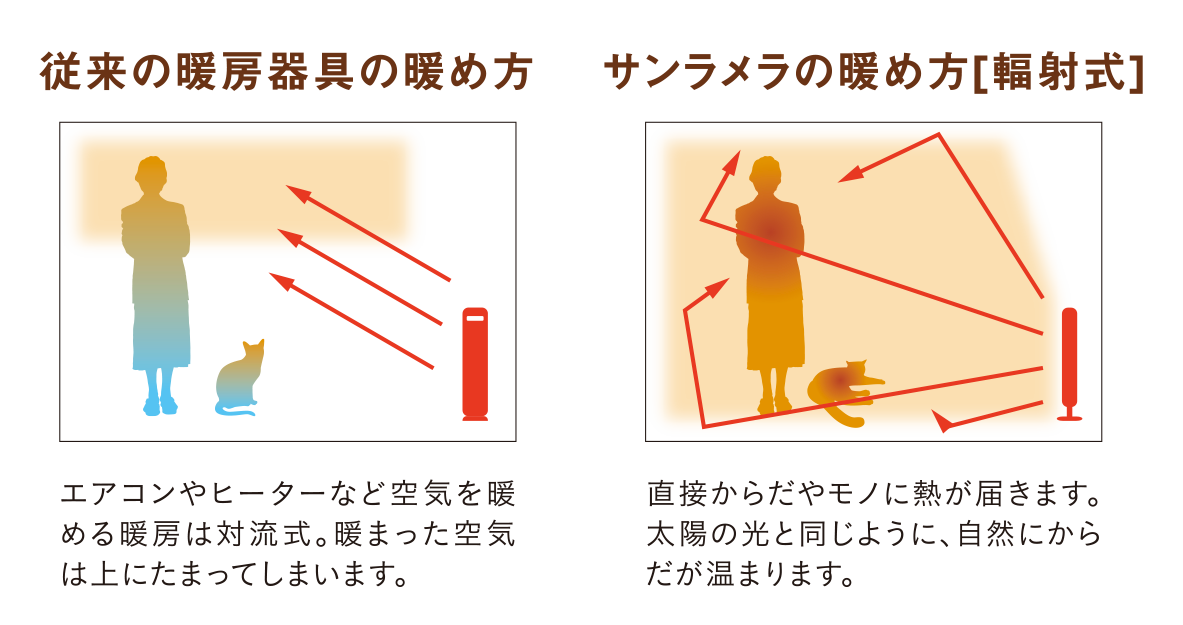 従来の暖房器具の暖め方
エアコンやヒーターなど空気を暖
める暖房は対流式。暖まった空気
は上にたまってしまいます。
サンラメラの暖め方[輻射式]
直接からだやモノに熱が届きます。
太陽の光と同じように、自然にから
だが温まります。